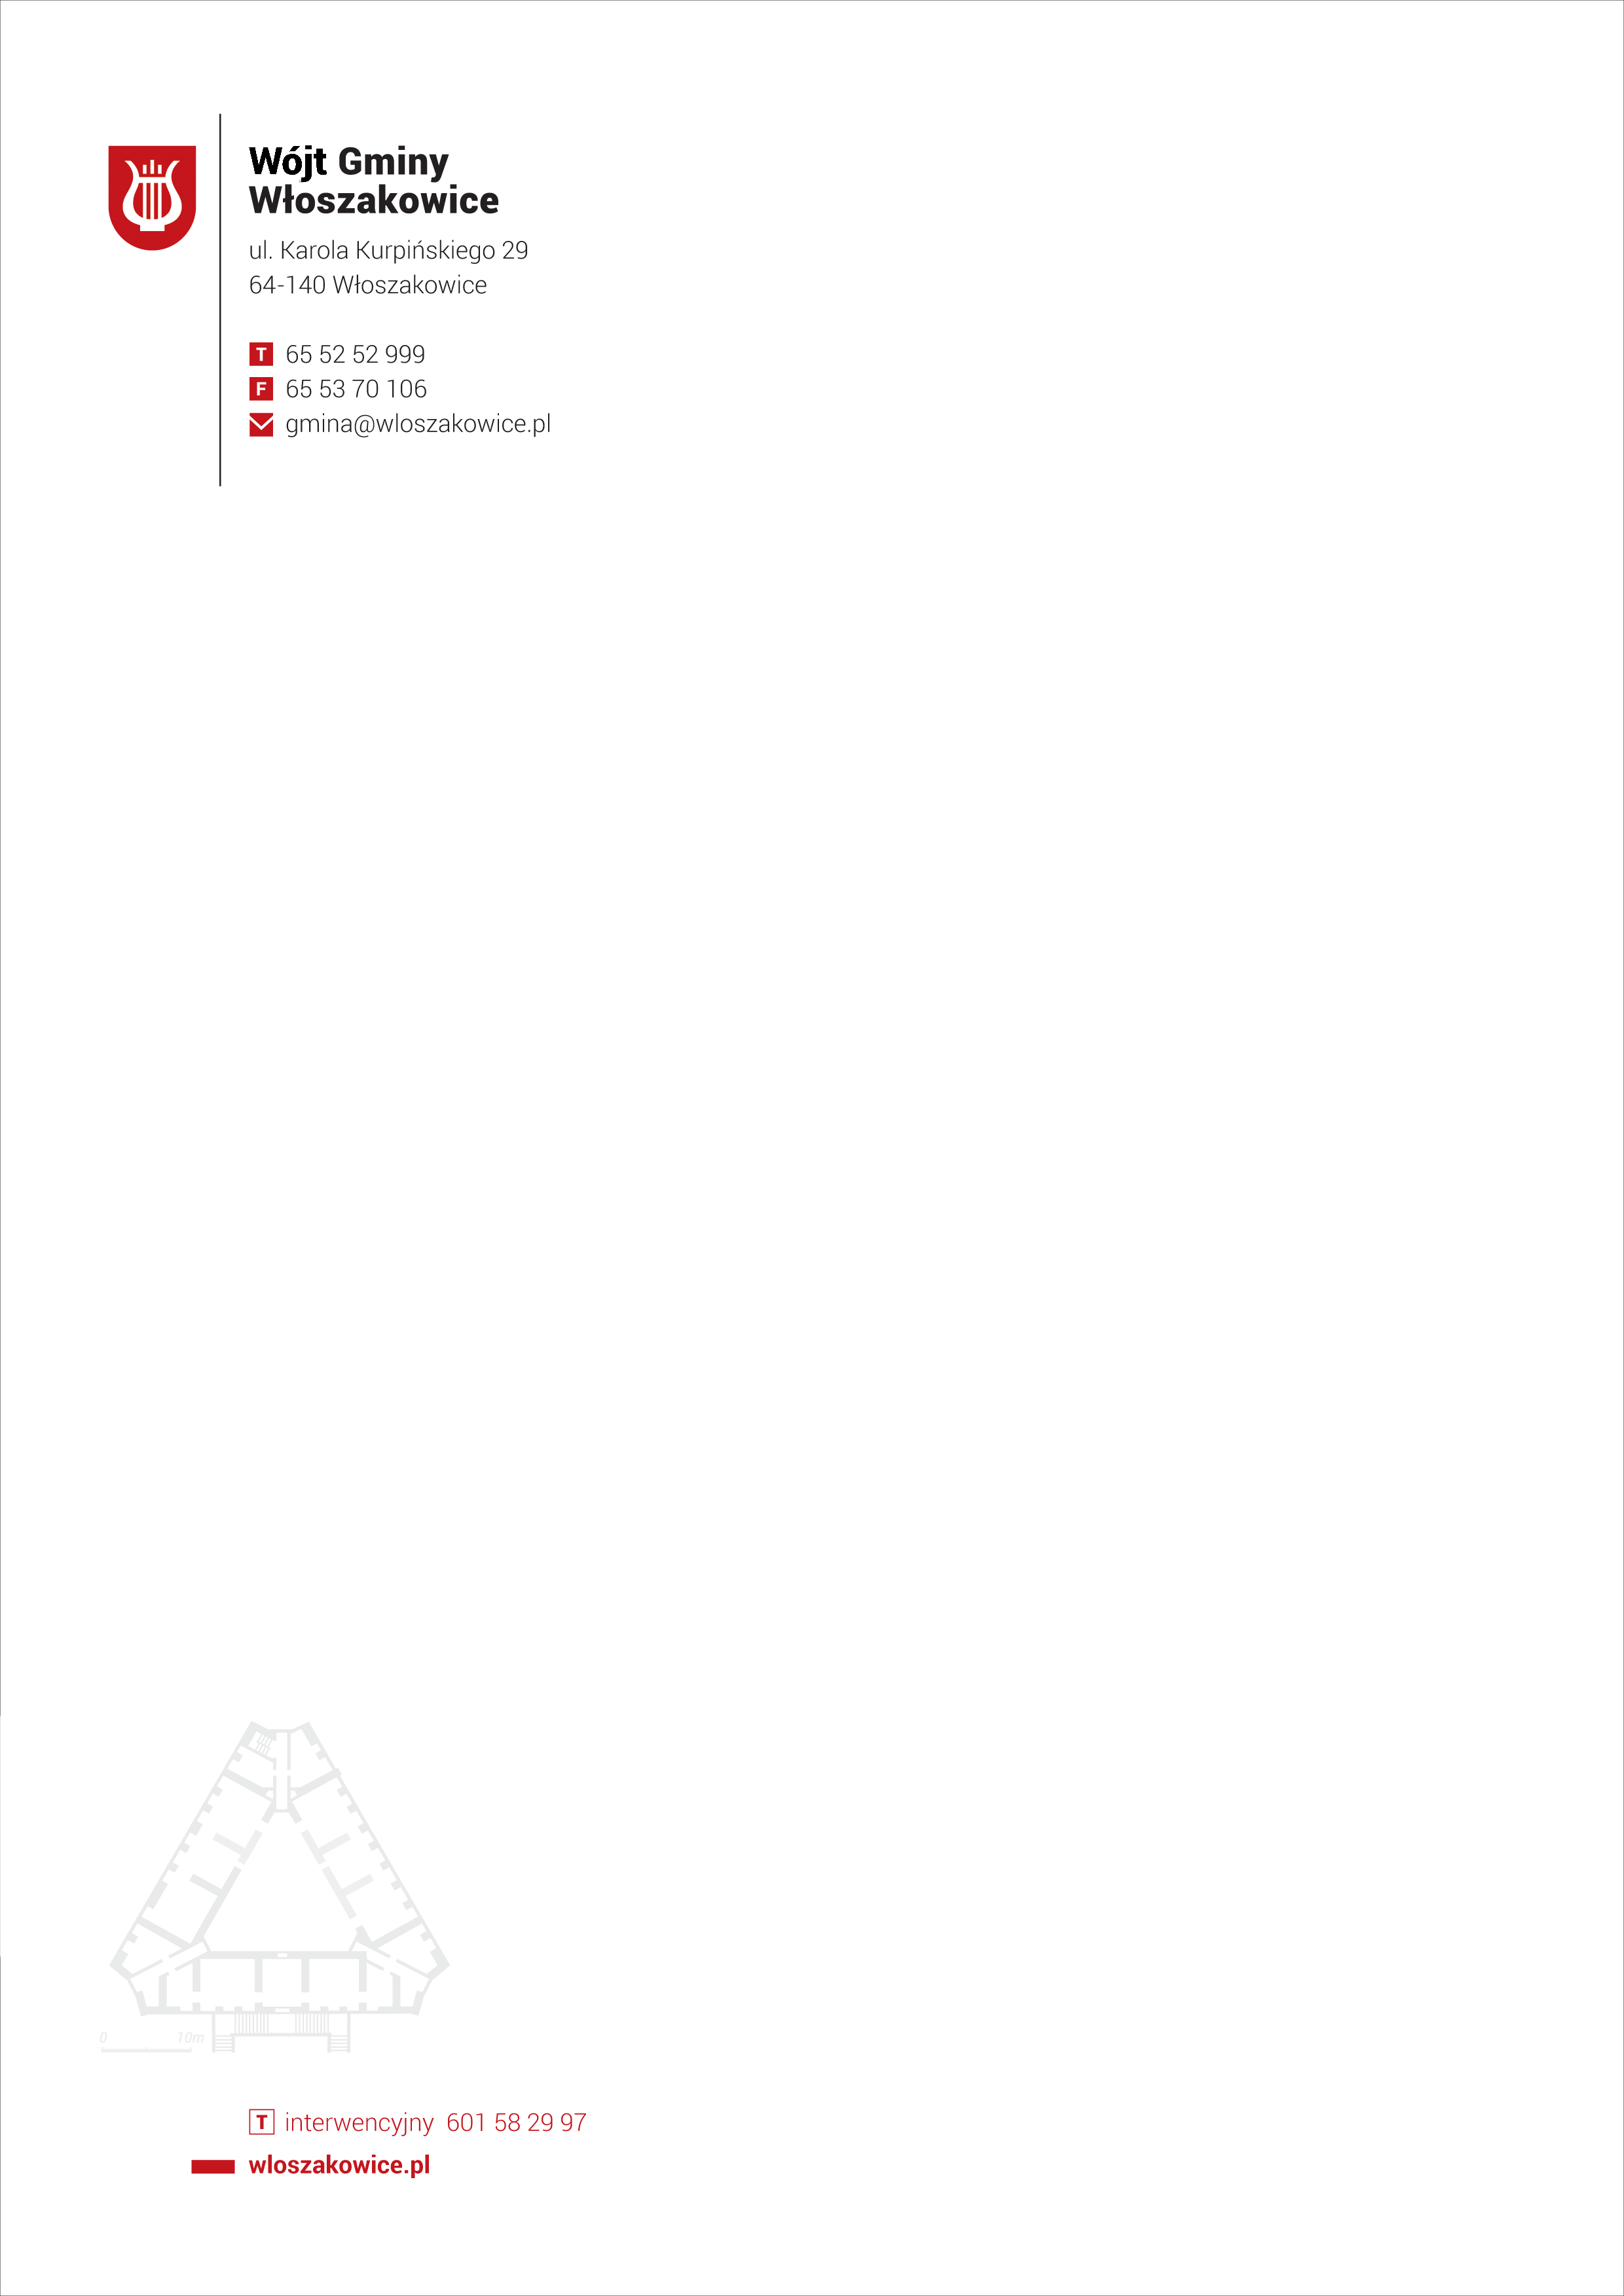 Wójt Gminy
Włoszakowice
ul. Karola Kurpińskiego 29
64-140 Włoszakowice
T 65 52 52 999
F 65 53 70 106
gmina@wloszakowice.pl
0 10m
T interwencyjny 601 58 29 97
wloszakowice.pl